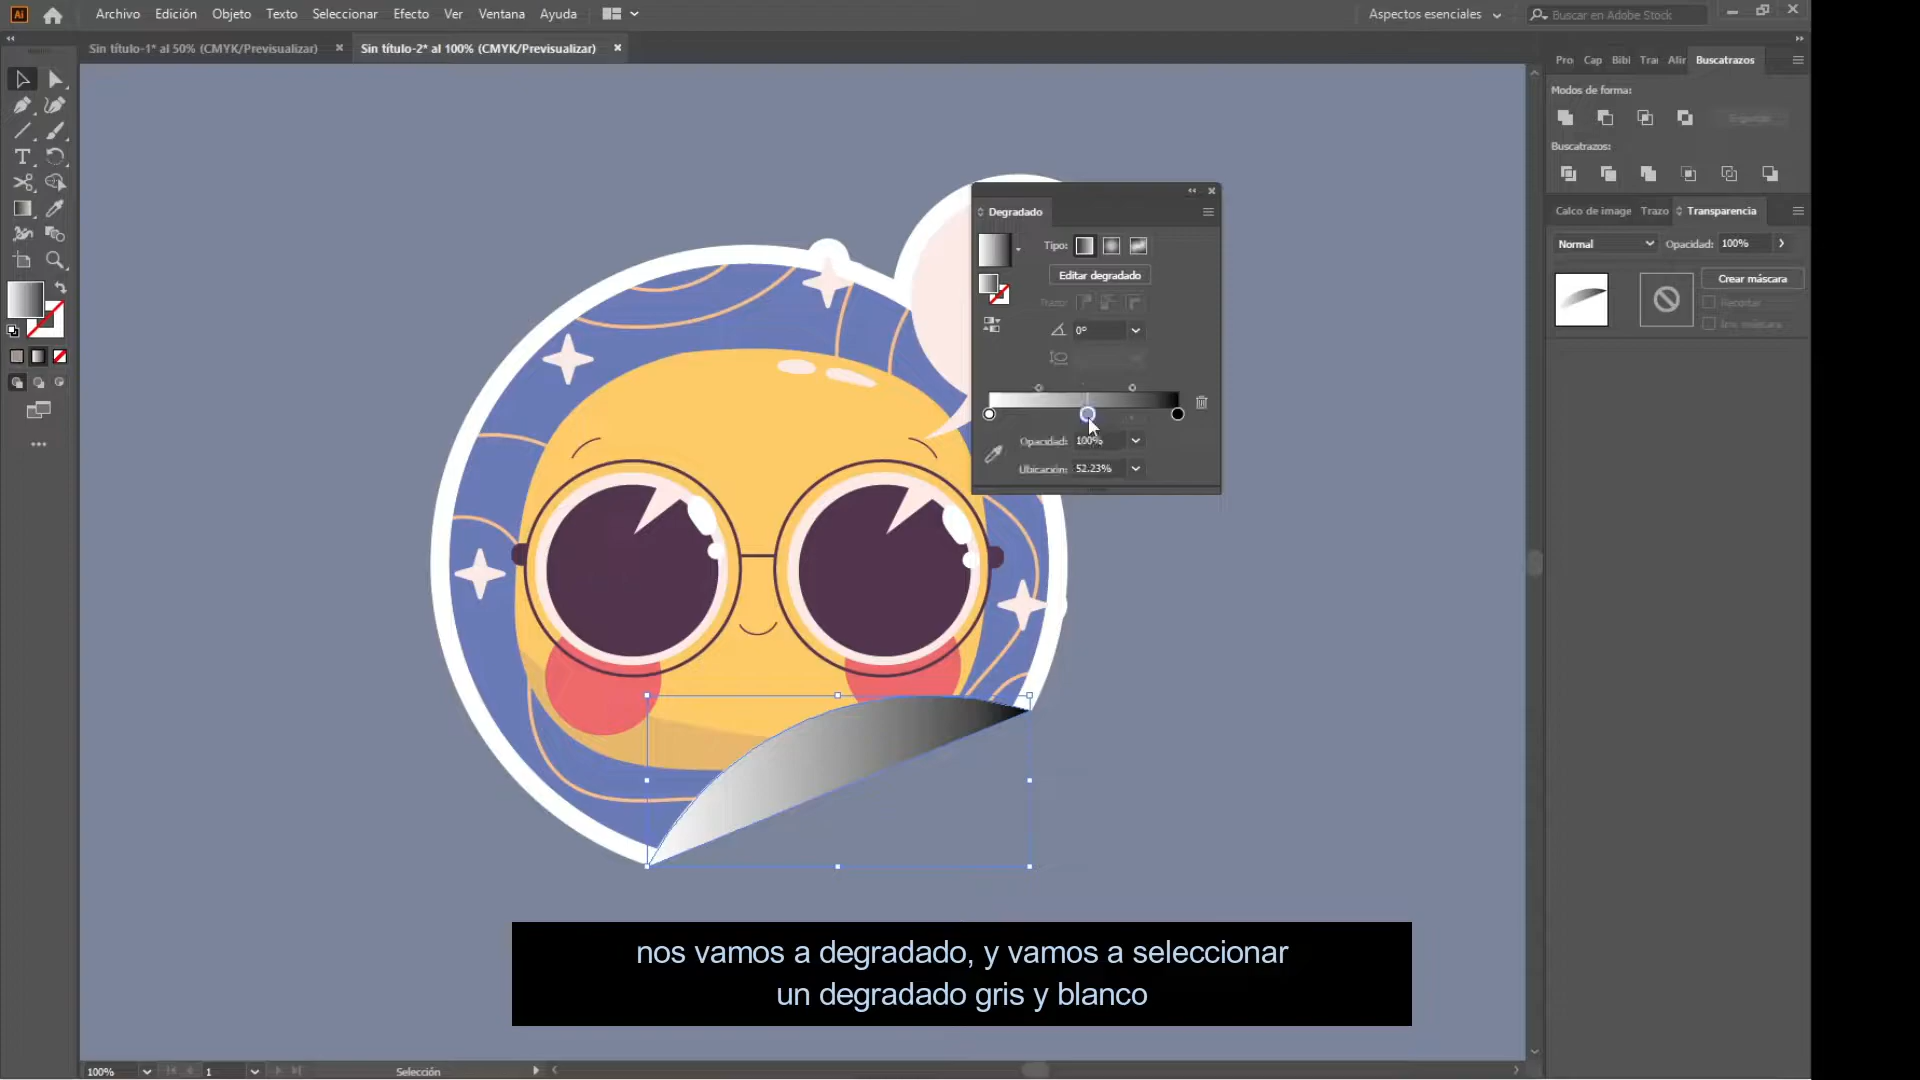 Ai
Archivo Edición Objeto Texto Seleccionar Efecto Ver Ventana Ayuda
Aspectos esenciales
Buscar en Adobe Stock
Sin título-1* al 50% (CMYK/Previsualizar)
Sin título-2* al 100% (CMYK/Previsualizar)
Pro Cap Bibl Tra Alir Buscatrazos
Modos de forma:
Buscatrazos:
Calco de image Trazo Transparencia
Normal Opacidad: 100%
Crear máscara
Recortar
Inv. máscara
Degradado
Tipo:
Editar degradado
Trazo:
0°
Opacidad: 100%
Ubicación: 52.23%
nos vamos a degradado, y vamos a seleccionar
un degradado gris y blanco
100% 1 Selección